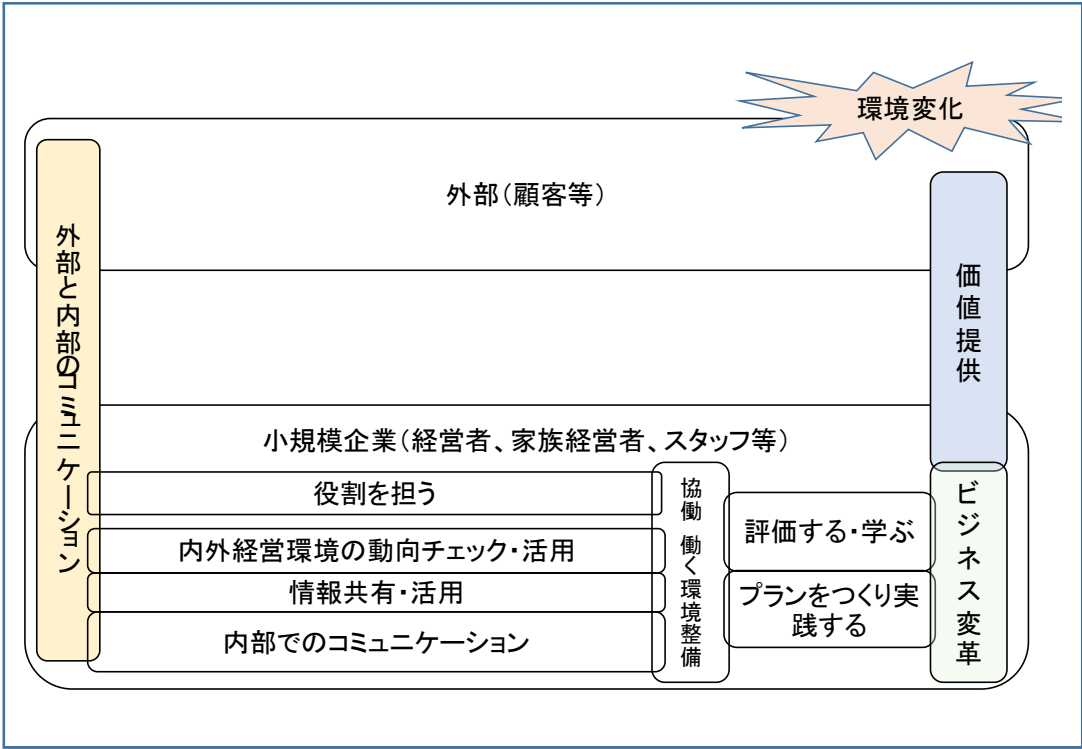 環境変化
外部（顧客等）
外部と内部のコミュニケーション
価値提供
小規模企業（経営者、家族経営者、スタッフ等）
役割を担う
内外経営環境の動向チェック・活用
情報共有・活用
内部でのコミュニケーション
協働 働く環境整備
評価する・学ぶ
プランをつくり実
践する
ビジネス変革